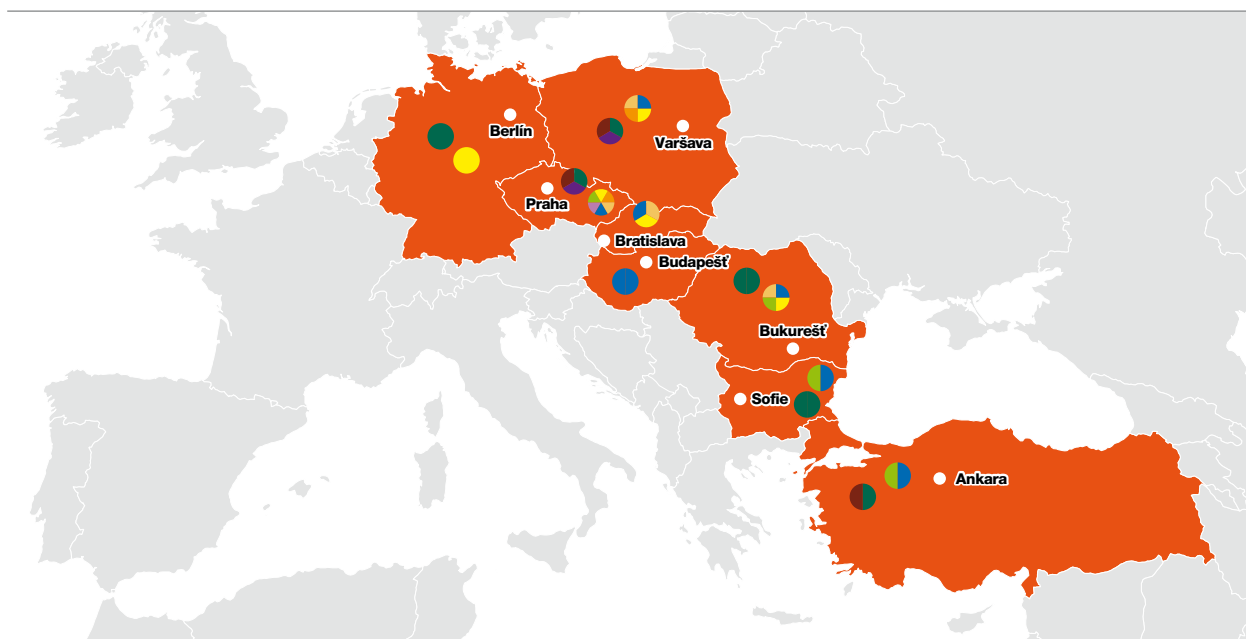 Berlín
Varšava
Praha
Bratislava
Budapešť
Bukurešť
Sofie
Ankara